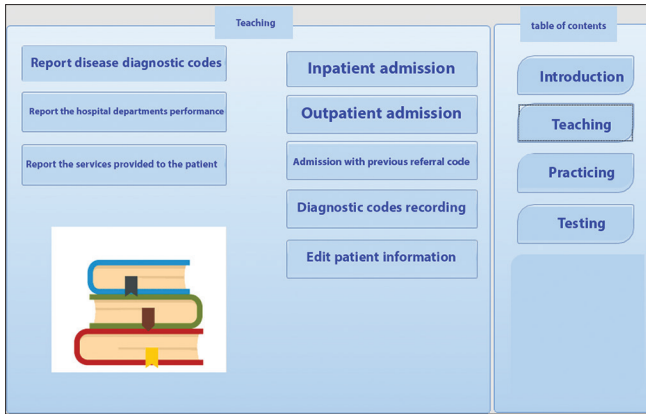 Teaching
Report disease diagnostic codes
Report the hospital departments performance
Report the services provided to the patient
Inpatient admission
Outpatient admission
Admission with previous referral code
Diagnostic codes recording
Edit patient information
table of contents
Introduction
Teaching
Practicing
Testing